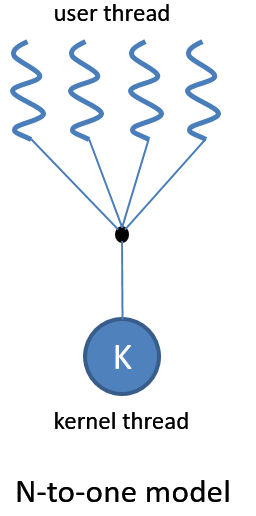 user thread
K
kernel thread
N-to-one model